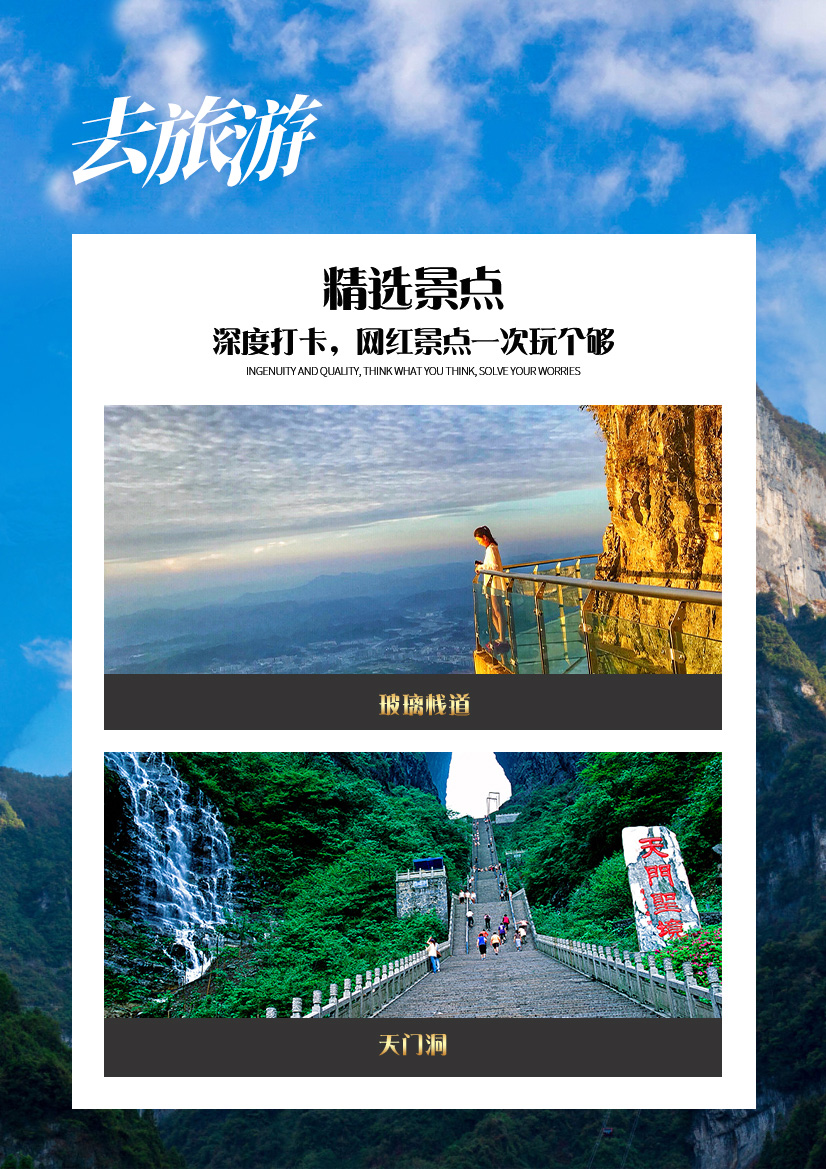 去旅游
精选景点
深度打卡，网红景点一次玩个够
INGENUITY AND QUALITY, THINK WHAT YOU THINK, SOLVE YOUR WORRIES
玻璃栈道
天門聖境
天门洞